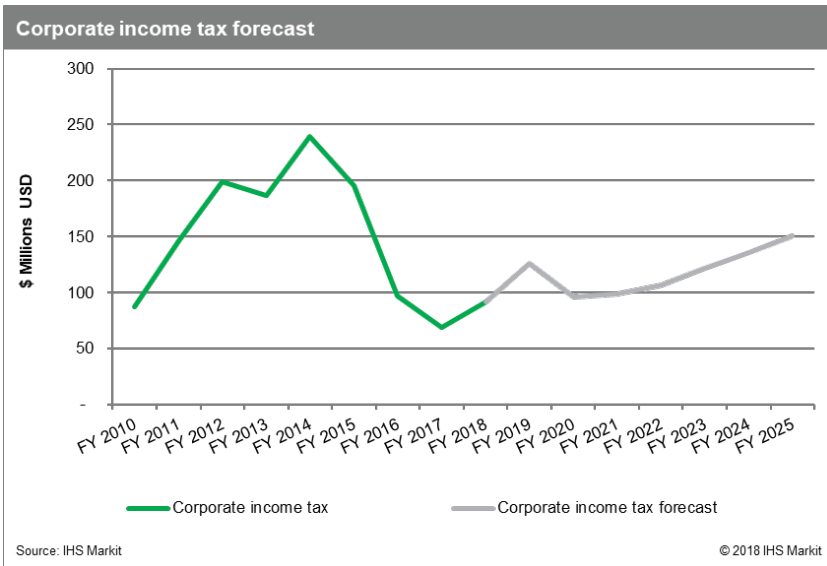 Corporate income tax forecast
300
250
200
150
100
50
-
$ Millions USD
FY 2010
FY 2011
FY 2012
FY 2013
FY 2014
FY 2015
FY 2016
FY 2017
FY 2018
FY 2019
FY 2020
FY 2021
FY 2022
FY 2023
FY 2024
FY 2025
Corporate income tax
Corporate income tax forecast
Source: IHS Markit
© 2018 IHS Markit